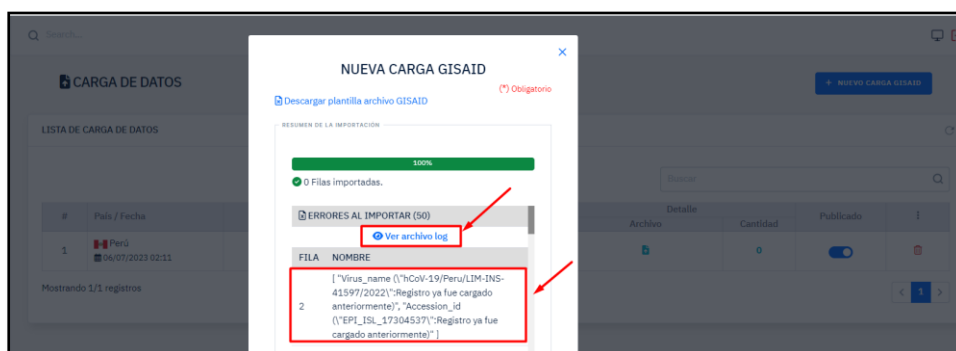 Search...
CARGA DE DATOS
+ NUEVO CARGA GISAID
LISTA DE CARGA DE DATOS
Buscar
# País / Fecha Detalle Publicado
Archivo Cantidad
1 Perú 0
06/07/2023 02:11
Mostrando 1/1 registros
< 1 >
×
NUEVA CARGA GISAID
(*) Obligatorio
Descargar plantilla archivo GISAID
RESUMEN DE LA IMPORTACIÓN
100%
0 Filas importadas.
ERRORES AL IMPORTAR (50)
Ver archivo log
FILA NOMBRE
2
[ "Virus_name (\"hCoV-19/Peru/LIM-INS-
41597/2022\":Registro ya fue cargado
anteriormente)", "Accession_id
(\"EPI_ISL_17304537\":Registro ya fue
cargado anteriormente)" ]